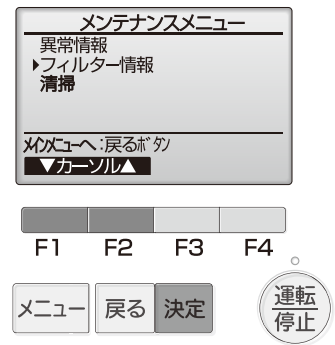 メンテナンスメニュー
異常情報
▶フィルター情報
清掃
メインメニューへ:戻るボタン
▼カーソル▲
F1 F2 F3 F4
メニュー 戻る 決定 運転
停止